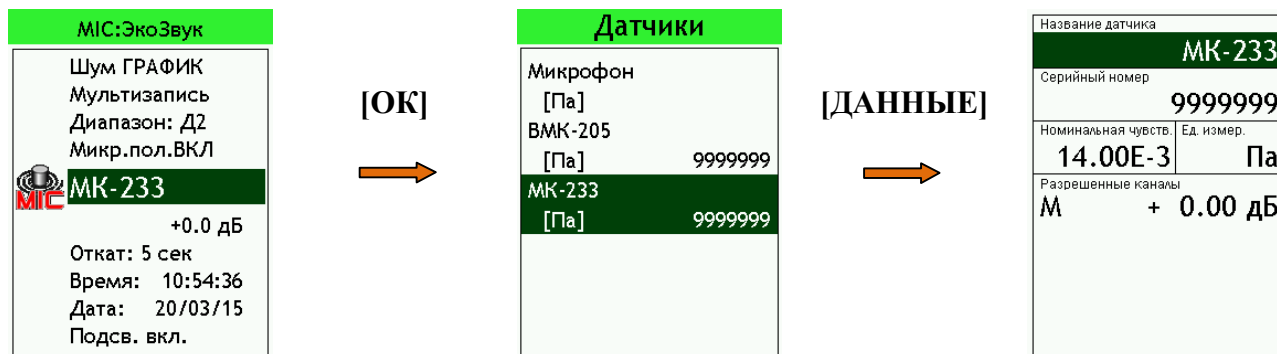 MIC:ЭкоЗвук
Шум ГРАФИК
Мультизапись
Диапазон: Д2
Микр.пол.ВКЛ
MIC
МК-233
+0.0 дБ
Откат: 5 сек
Время: 10:54:36
Дата: 20/03/15
Подсв. вкл.
[ОК]
Датчики
Микрофон
[Па]
ВМК-205
[Па] 9999999
МК-233
[Па] 9999999
[ДАННЫЕ]
Название датчика
МК-233
Серийный номер
9999999
Номинальная чувств. Ед. измер.
14.00E-3 Па
Разрешенные каналы
М + 0.00 дБ